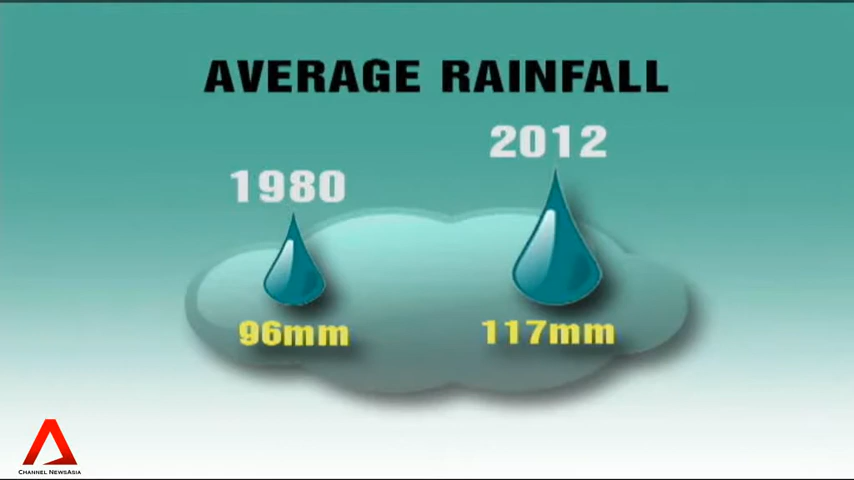 AVERAGE RAINFALL
2012
1980
96mm
117mm
CHANNEL NEWSASIA